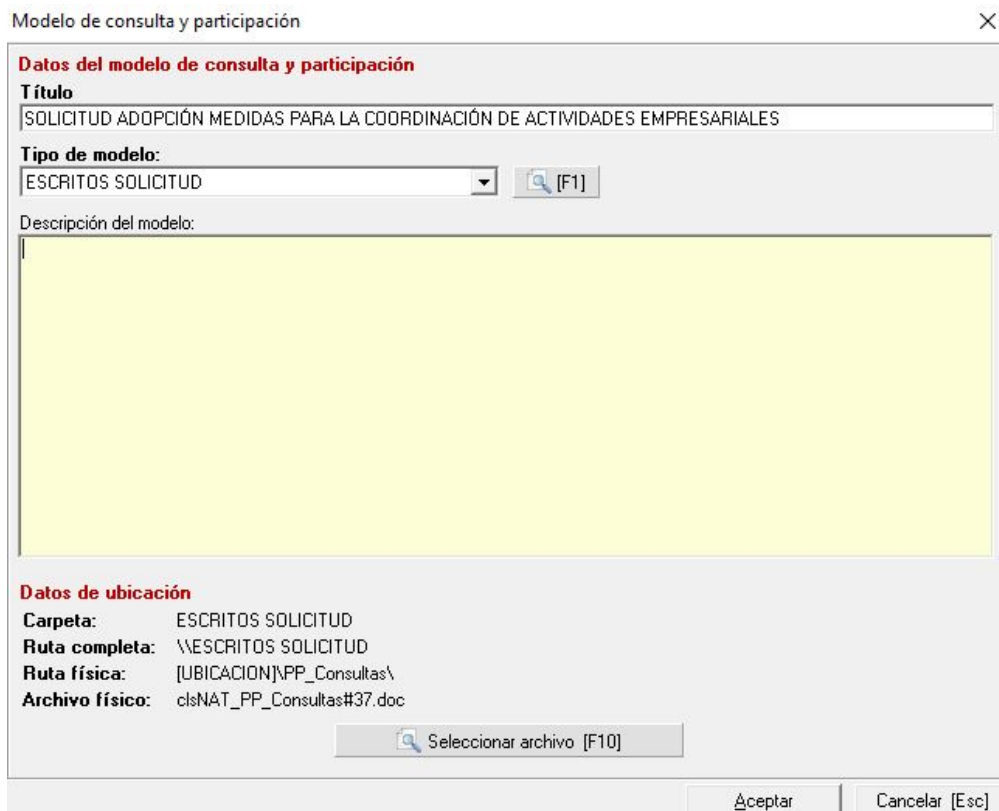 Modelo de consulta y participación
Datos del modelo de consulta y participación
Título
SOLICITUD ADOPCIÓN MEDIDAS PARA LA COORDINACIÓN DE ACTIVIDADES EMPRESARIALES
Tipo de modelo:
ESCRITOS SOLICITUD [F1]
Descripción del modelo:
Datos de ubicación
Carpeta: ESCRITOS SOLICITUD
Ruta completa: \\ESCRITOS SOLICITUD
Ruta física: [UBICACION]\PP_Consultas\
Archivo físico: clsNAT_PP_Consultas#37.doc
Seleccionar archivo [F10]
Aceptar Cancelar [Esc]